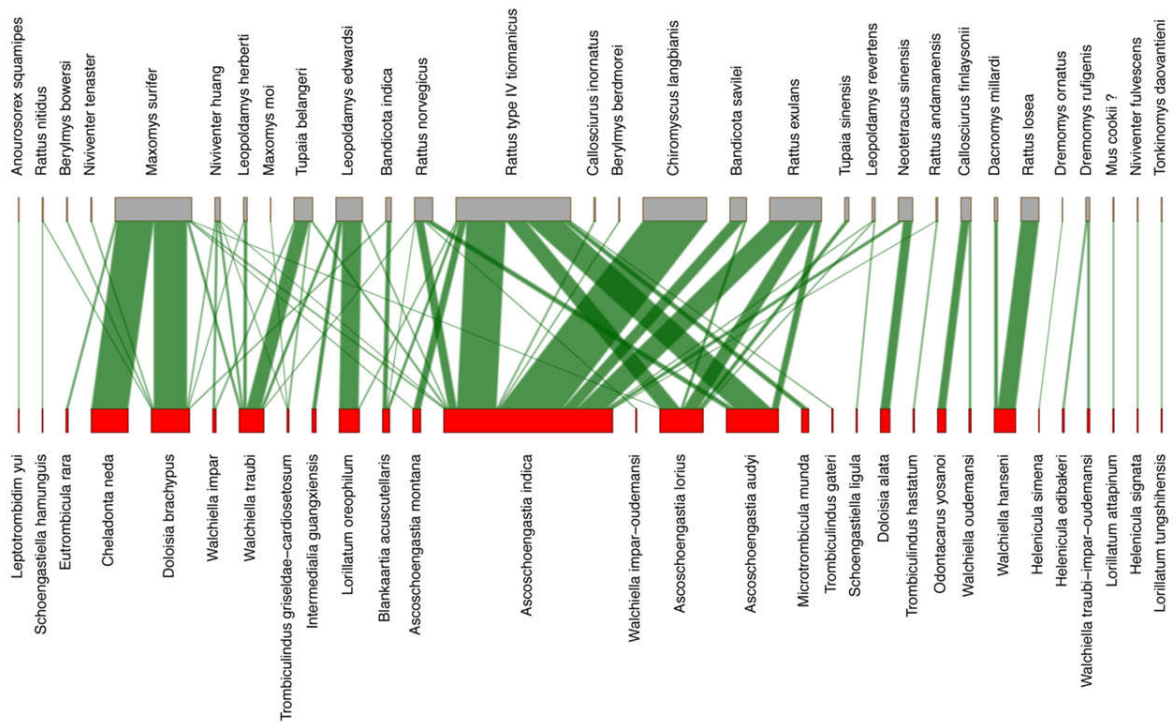 Anourosorex squamipes
Rattus nitidus
Berylmys bowersi
Niviventer tenaster
Maxomys surifer
Niviventer huang
Leopoldamys herberti
Maxomys moi
Tupaia belangeri
Leopoldamys edwardsi
Bandicota indica
Rattus norvegicus
Rattus type IV tiomanicus
Callosciurus inornatus
Berylmys berdmorei
Chiromyscus langbianis
Bandicota savilei
Rattus exulans
Tupaia sinensis
Leopoldamys revertens
Neotetracus sinensis
Rattus andamanensis
Callosciurus finlaysonii
Dacnomys millardi
Rattus losea
Dremomys ornatus
Dremomys rufigenis
Mus cookii ?
Niviventer fulvescens
Tonkinomys daovantieni
Leptotrombidim yui
Schoengastiella hamunguis
Eutrombicula rara
Cheladonta neda
Doloisia brachypus
Walchiella impar
Walchiella traubi
Trombiculindus griseldae-cardiosetosum
Intermedialia guangxiensis
Lorillatum oreophilum
Blankaartia acuscutellaris
Ascoschoengastia montana
Ascoschoengastia indica
Walchiella impar-oudemansi
Ascoschoengastia lorius
Ascoschoengastia audyi
Microtrombicula munda
Trombiculindus gateri
Schoengastiella ligula
Doloisia alata
Trombiculindus hastatum
Odontacarus yosanoi
Walchiella oudemansi
Walchiella hanseni
Helenicula simena
Helenicula edibakeri
Walchiella traubi-impar-oudemansi
Lorillatum attapinum
Helenicula signata
Lorillatum tungshihensis